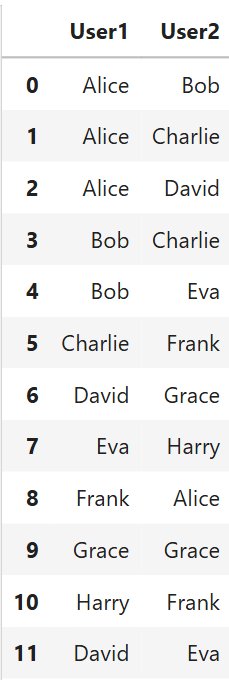 User1 User2
0 Alice Bob
1 Alice Charlie
2 Alice David
3 Bob Charlie
4 Bob Eva
5 Charlie Frank
6 David Grace
7 Eva Harry
8 Frank Alice
9 Grace Grace
10 Harry Frank
11 David Eva